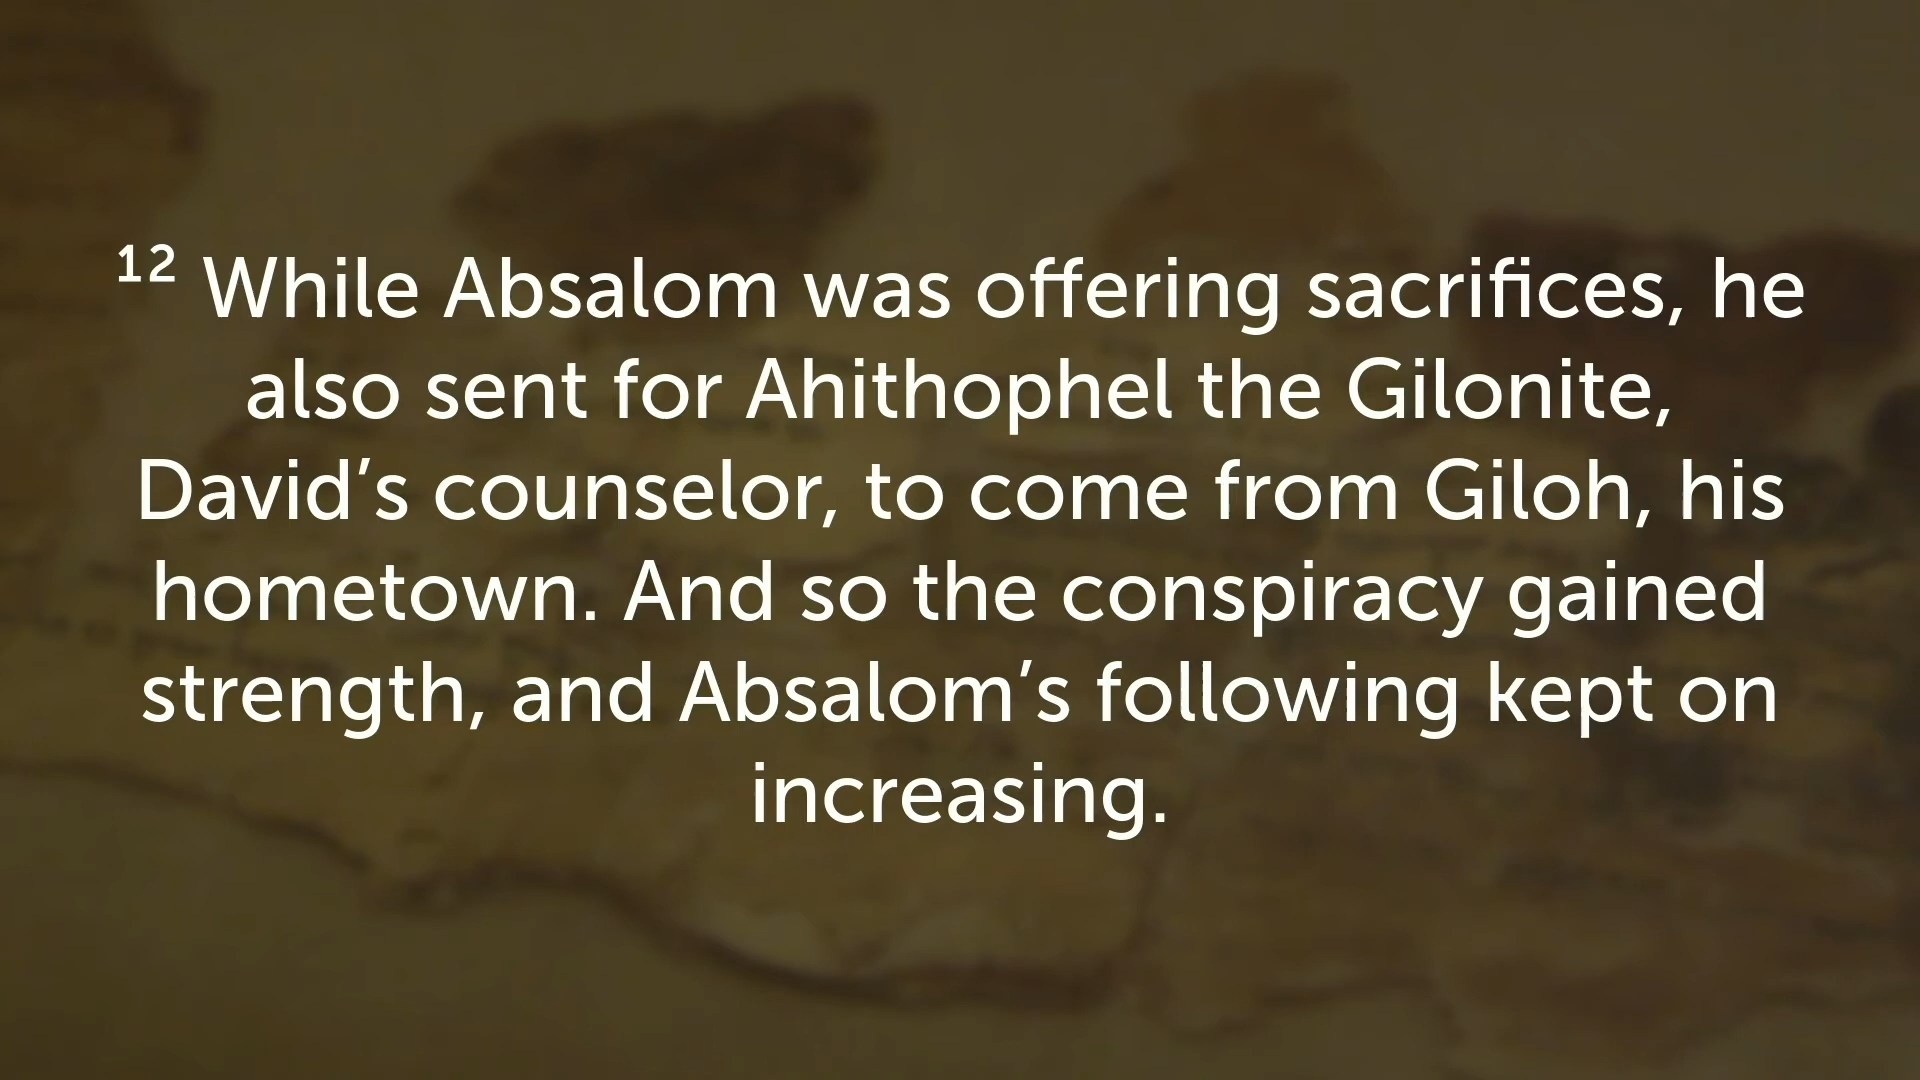 ¹² While Absalom was offering sacrifices, he
also sent for Ahithophel the Gilonite,
David’s counselor, to come from Giloh, his
hometown. And so the conspiracy gained
strength, and Absalom’s following kept on
increasing.